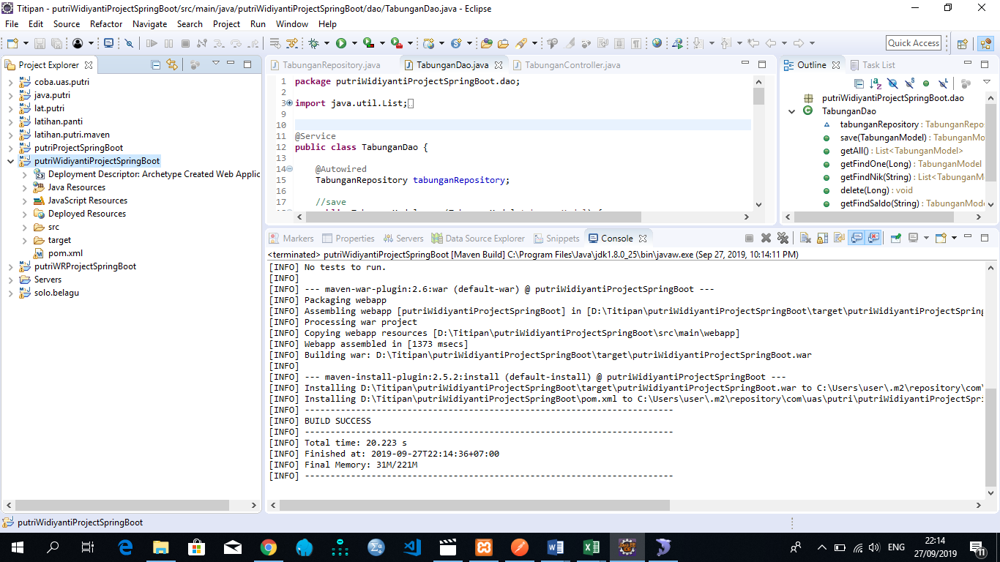 Titipan - putriWidiyantiProjectSpringBoot/src/main/java/putriWidiyantiProjectSpringBoot/dao/TabunganDao.java - Eclipse
File Edit Source Refactor Navigate Search Project Run Window Help
Quick Access
Project Explorer
coba.uas.putri
java.putri
lat.putri
latihan.panti
latihan.putri.maven
putriProjectSpringBoot
putriWidiyantiProjectSpringBoot
Deployment Descriptor: Archetype Created Web Applic
Java Resources
JavaScript Resources
Deployed Resources
src
target
pom.xml
putriWRProjectSpringBoot
Servers
solo.belagu
TabunganRepository.java TabunganDao.java TabunganController.java
1 package putriWidiyantiProjectSpringBoot.dao;
2
3 import java.util.List;
9
10
11 @Service
12 public class TabunganDao {
13
14 @Autowired
15 TabunganRepository tabunganRepository;
16
17 //save
Outline Task List
putriWidiyantiProjectSpringBoot.dao
TabunganDao
tabunganRepository : TabunganRepo
save(TabunganModel) : TabunganMo
getAll() : List<TabunganModel>
getFindOne(Long) : TabunganModel
getFindNik(String) : List<TabunganM
delete(Long) : void
getFindSaldo(String) : TabunganMode
Markers Properties Servers Data Source Explorer Snippets Console
<terminated> putriWidiyantiProjectSpringBoot [Maven Build] C:\Program Files\Java\jdk1.8.0_25\bin\javaw.exe (Sep 27, 2019, 10:14:11 PM)
[INFO] No tests to run.
[INFO]
[INFO] --- maven-war-plugin:2.6:war (default-war) @ putriWidiyantiProjectSpringBoot ---
[INFO] Packaging webapp
[INFO] Assembling webapp [putriWidiyantiProjectSpringBoot] in [D:\Titipan\putriWidiyantiProjectSpringBoot\target\putriWidiyantiProjectSpring
[INFO] Processing war project
[INFO] Copying webapp resources [D:\Titipan\putriWidiyantiProjectSpringBoot\src\main\webapp]
[INFO] Webapp assembled in [1373 msecs]
[INFO] Building war: D:\Titipan\putriWidiyantiProjectSpringBoot\target\putriWidiyantiProjectSpringBoot.war
[INFO]
[INFO] --- maven-install-plugin:2.5.2:install (default-install) @ putriWidiyantiProjectSpringBoot ---
[INFO] Installing D:\Titipan\putriWidiyantiProjectSpringBoot\target\putriWidiyantiProjectSpringBoot.war to C:\Users\user\.m2\repository\com\
[INFO] Installing D:\Titipan\putriWidiyantiProjectSpringBoot\pom.xml to C:\Users\user\.m2\repository\com\uas\putri\putriWidiyantiProjectSpri
[INFO] ------------------------------------------------------------------------
[INFO] BUILD SUCCESS
[INFO] ------------------------------------------------------------------------
[INFO] Total time: 20.223 s
[INFO] Finished at: 2019-09-27T22:14:36+07:00
[INFO] Final Memory: 31M/221M
[INFO] ------------------------------------------------------------------------
putriWidiyantiProjectSpringBoot
ENG
22:14
27/09/2019
11